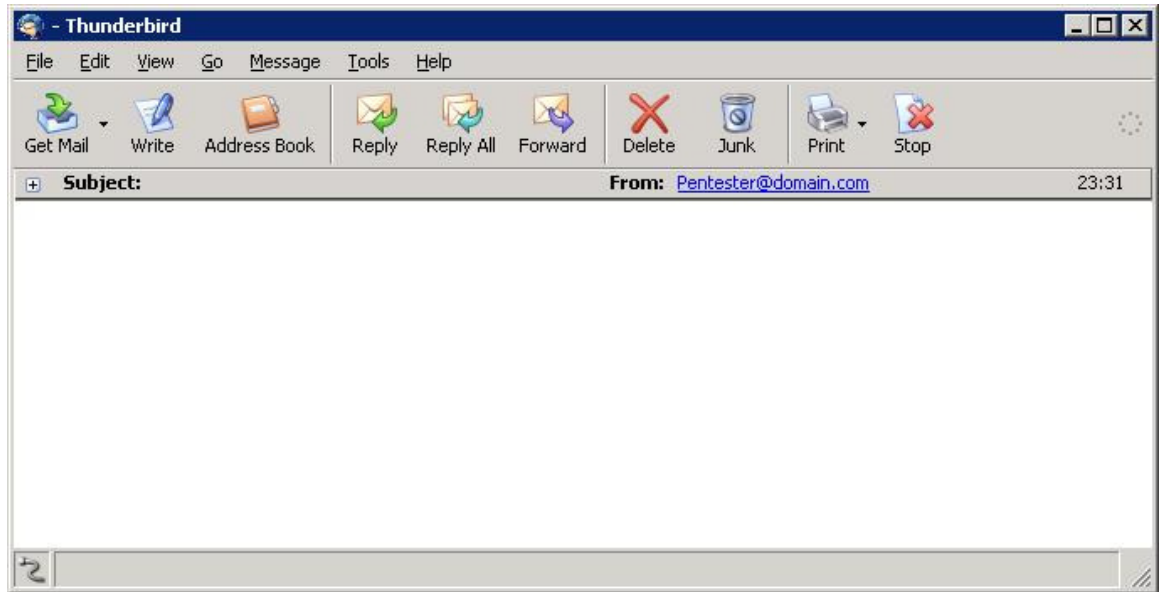 - Thunderbird
File Edit View Go Message Tools Help
Get Mail Write Address Book Reply Reply All Forward Delete Junk Print Stop
Subject: From: Pentester@domain.com 23:31